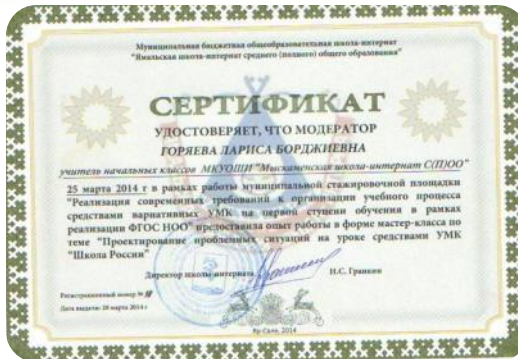 Муниципальная бюджетная общеобразовательная школа-интернат
"Ямальская школа-интернат среднего (полного) общего образования"
СЕРТИФИКАТ
УДОСТОВЕРЯЕТ, ЧТО МОДЕРАТОР
ГОРЯЕВА ЛАРИСА БОРДЖИЕВНА
учитель начальных классов МКУОШИ "Мыскаменская школа-интернат С(П)ОО"
25 марта 2014 г в рамках работы муниципальной стажировочной площадки
"Реализация современных требований к организации учебного процесса
средствами вариативных УМК на первой ступени обучения в рамках
реализации ФГОС НОО" предоставила опыт работы в форме мастер-класса по
теме "Проектирование проблемных ситуаций на уроке средствами УМК
"Школа России"
Директор школы-интерната Н.С. Гранкин
Регистрационный номер №
Дата выдачи: 28 марта 2014 г
Яр-Сале, 2014